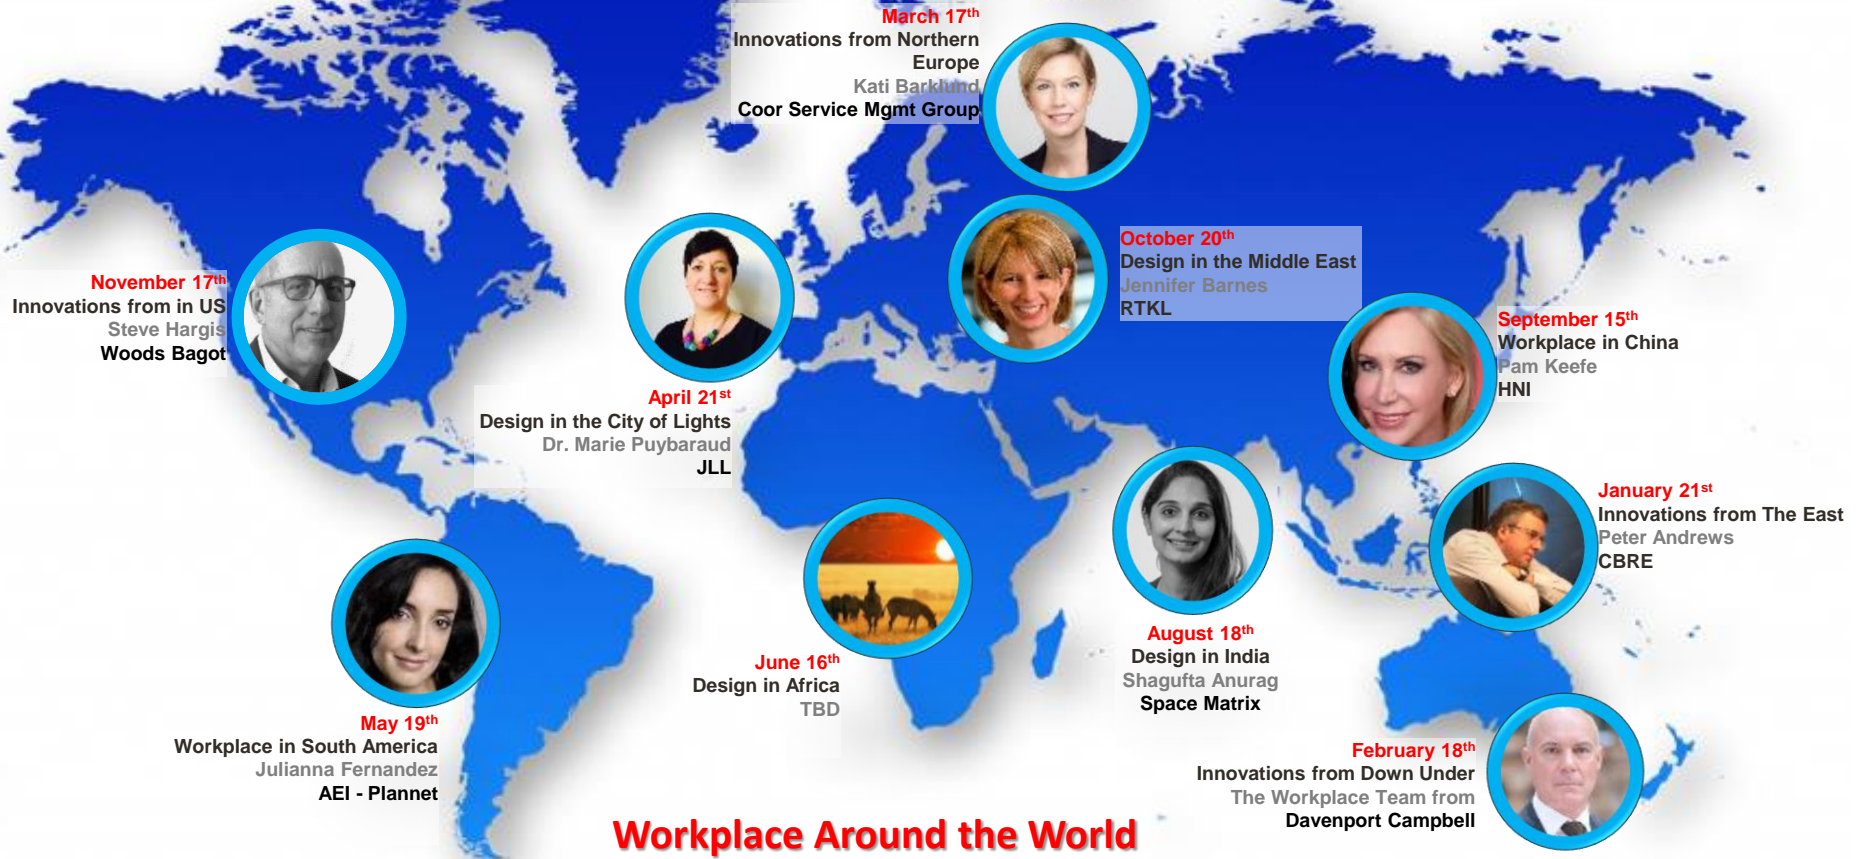 March 17th
Innovations from Northern
Europe
Kati Barklund
Coor Service Mgmt Group
October 20th
Design in the Middle East
Jennifer Barnes
RTKL
November 17th
Innovations from in US
Steve Hargis
Woods Bagot
September 15th
Workplace in China
Pam Keefe
HNI
April 21st
Design in the City of Lights
Dr. Marie Puybaraud
JLL
January 21st
Innovations from The East
Peter Andrews
CBRE
August 18th
Design in India
Shagufta Anurag
Space Matrix
June 16th
Design in Africa
TBD
May 19th
Workplace in South America
Julianna Fernandez
AEI - Plannet
February 18th
Innovations from Down Under
The Workplace Team from
Davenport Campbell
Workplace Around the World